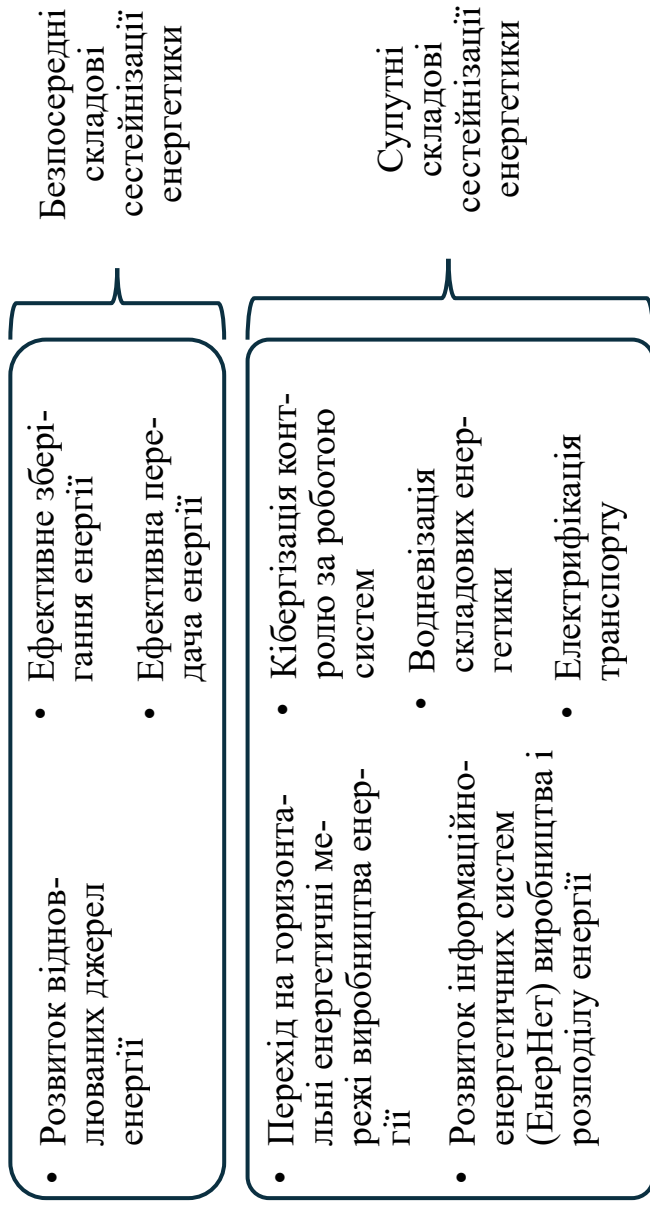 • Розвиток віднов-
люваних джерел
енергії
• Ефективне збері-
гання енергії
• Ефективна пере-
дача енергії
Безпосередні
складові
сестейнізації
енергетики
• Перехід на горизонта-
льні енергетичні ме-
режі виробництва енер-
гії
• Розвиток інформаційно-
енергетичних систем
(ЕнерНет) виробництва і
розподілу енергії
• Кібергізація конт-
ролю за роботою
систем
• Водневізація
складових енер-
гетики
• Електрифікація
транспорту
Супутні
складові
сестейнізації
енергетики